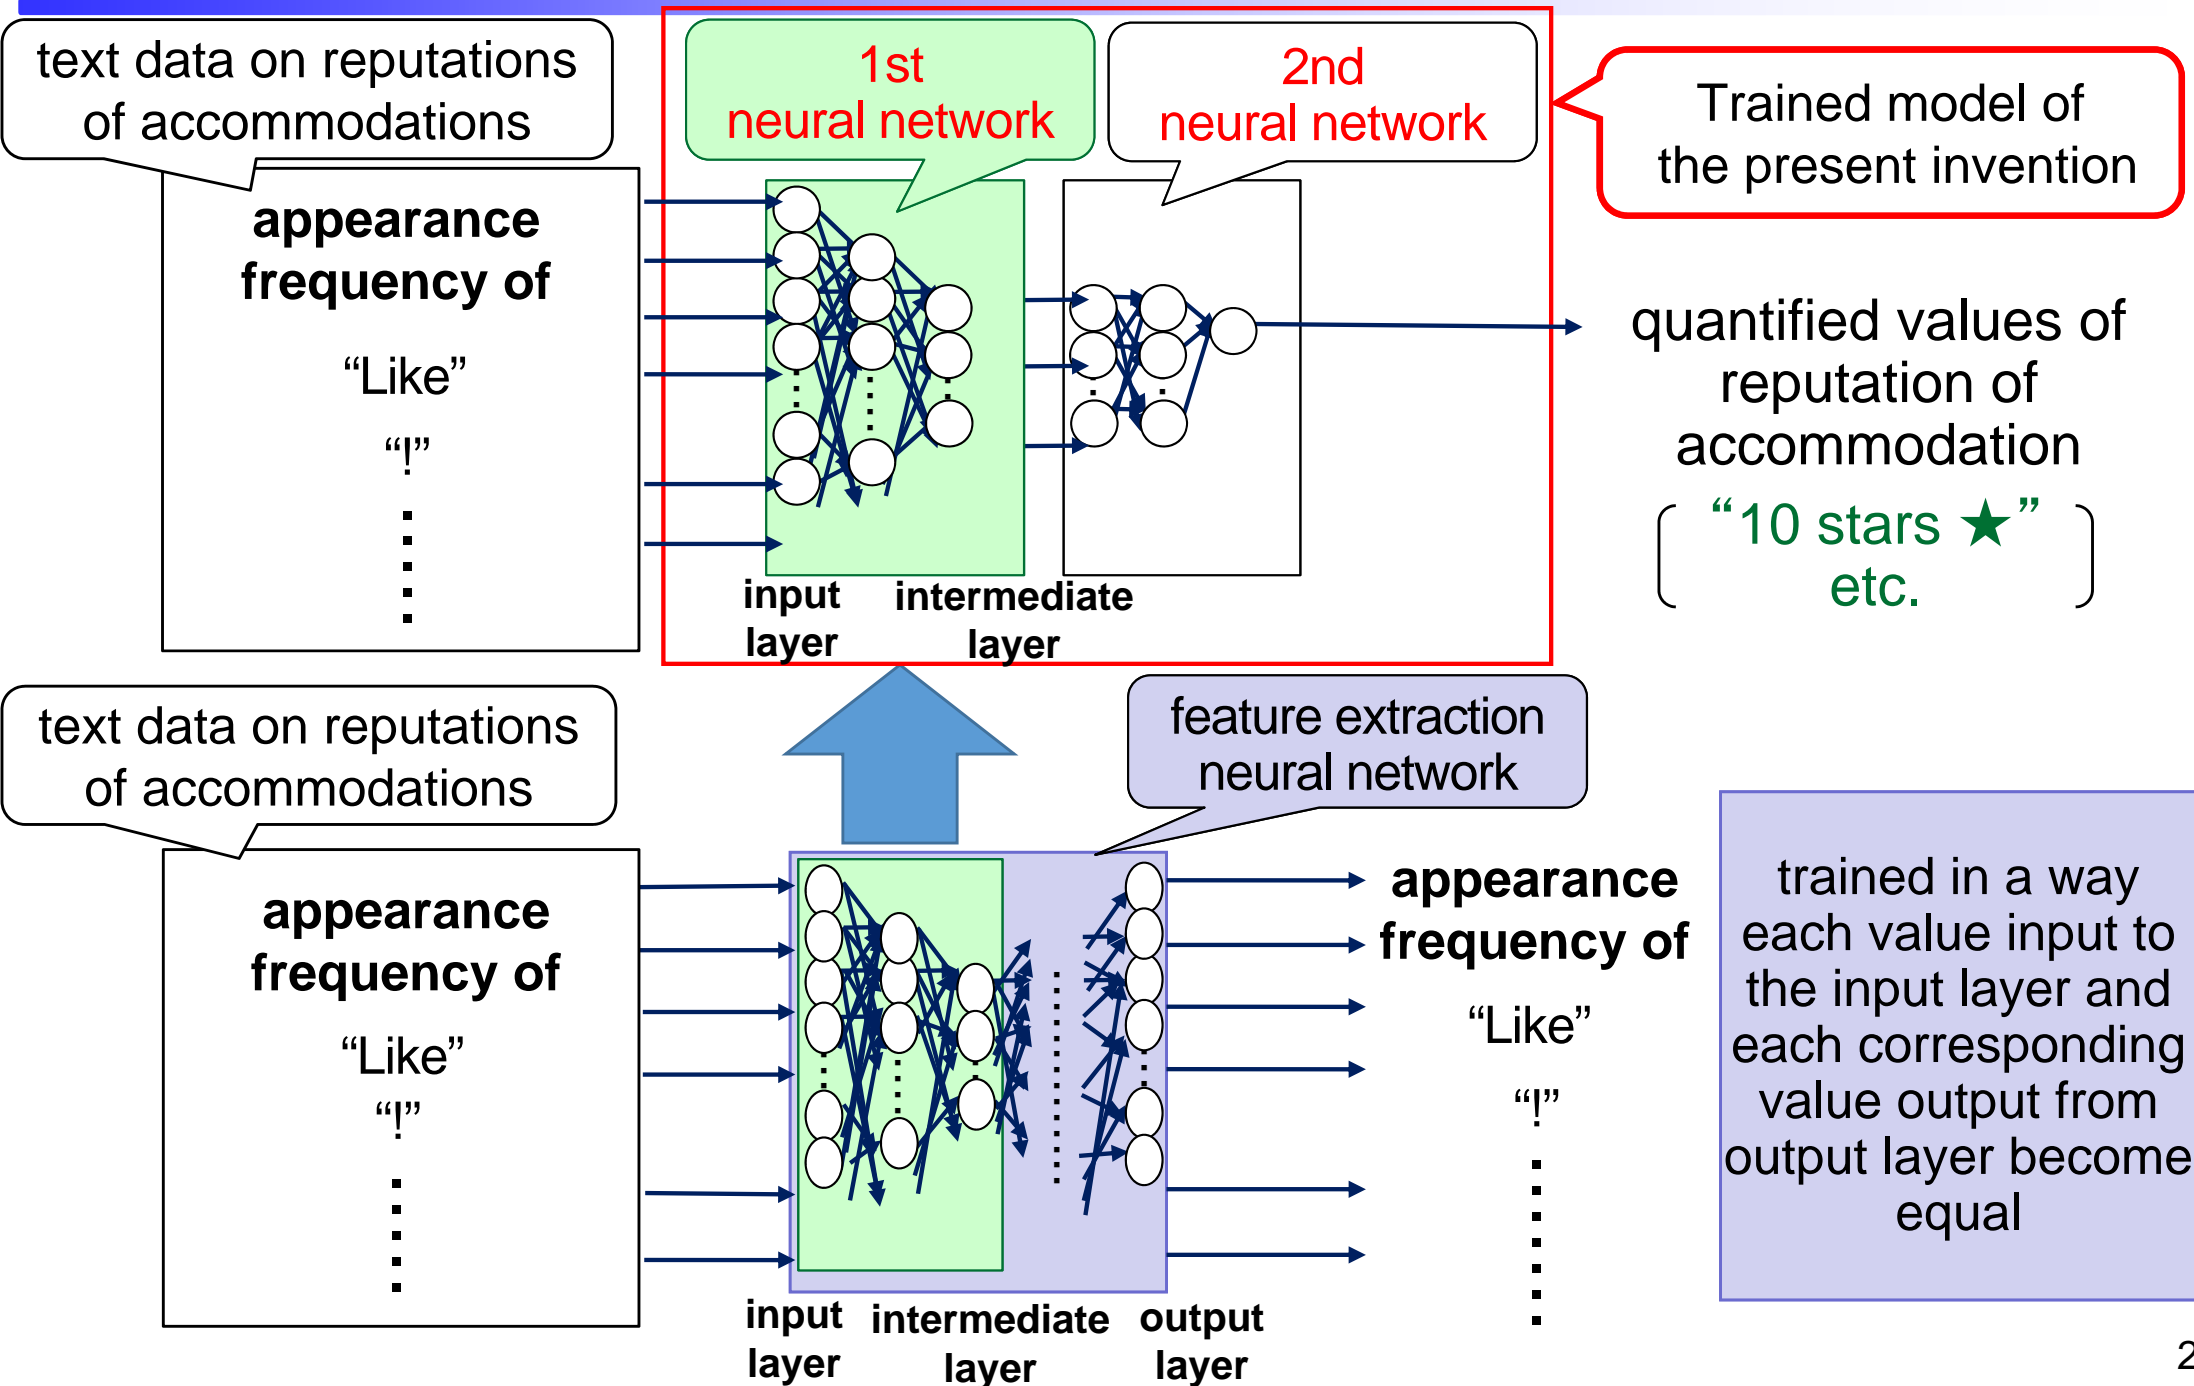 text data on reputations
of accommodations
1st
neural network
2nd
neural network
Trained model of
the present invention
appearance
frequency of
“Like”
“!”
input
layer
intermediate
layer
quantified values of
reputation of
accommodation
“10 stars ★”
etc.
text data on reputations
of accommodations
feature extraction
neural network
appearance
frequency of
“Like”
“!”
input
layer
intermediate
layer
output
layer
appearance
frequency of
“Like”
“!”
trained in a way
each value input to
the input layer and
each corresponding
value output from
output layer become
equal
2